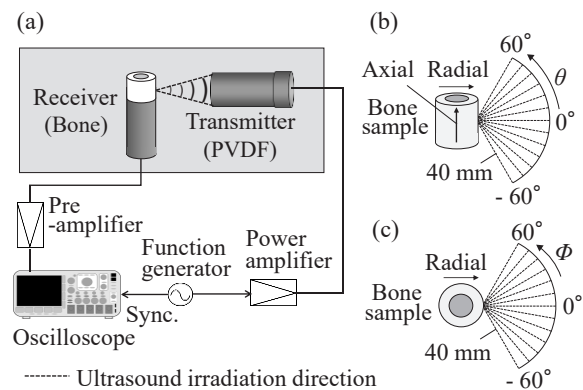 (a)
Receiver
(Bone)
Transmitter
(PVDF)
Pre
-amplifier
Function
generator
Power
amplifier
Sync.
Oscilloscope
Ultrasound irradiation direction
(b)
60°
Axial
Radial
θ
Bone
sample
0°
40 mm
- 60°
(c)
60°
Radial
Φ
Bone
sample
0°
40 mm
- 60°